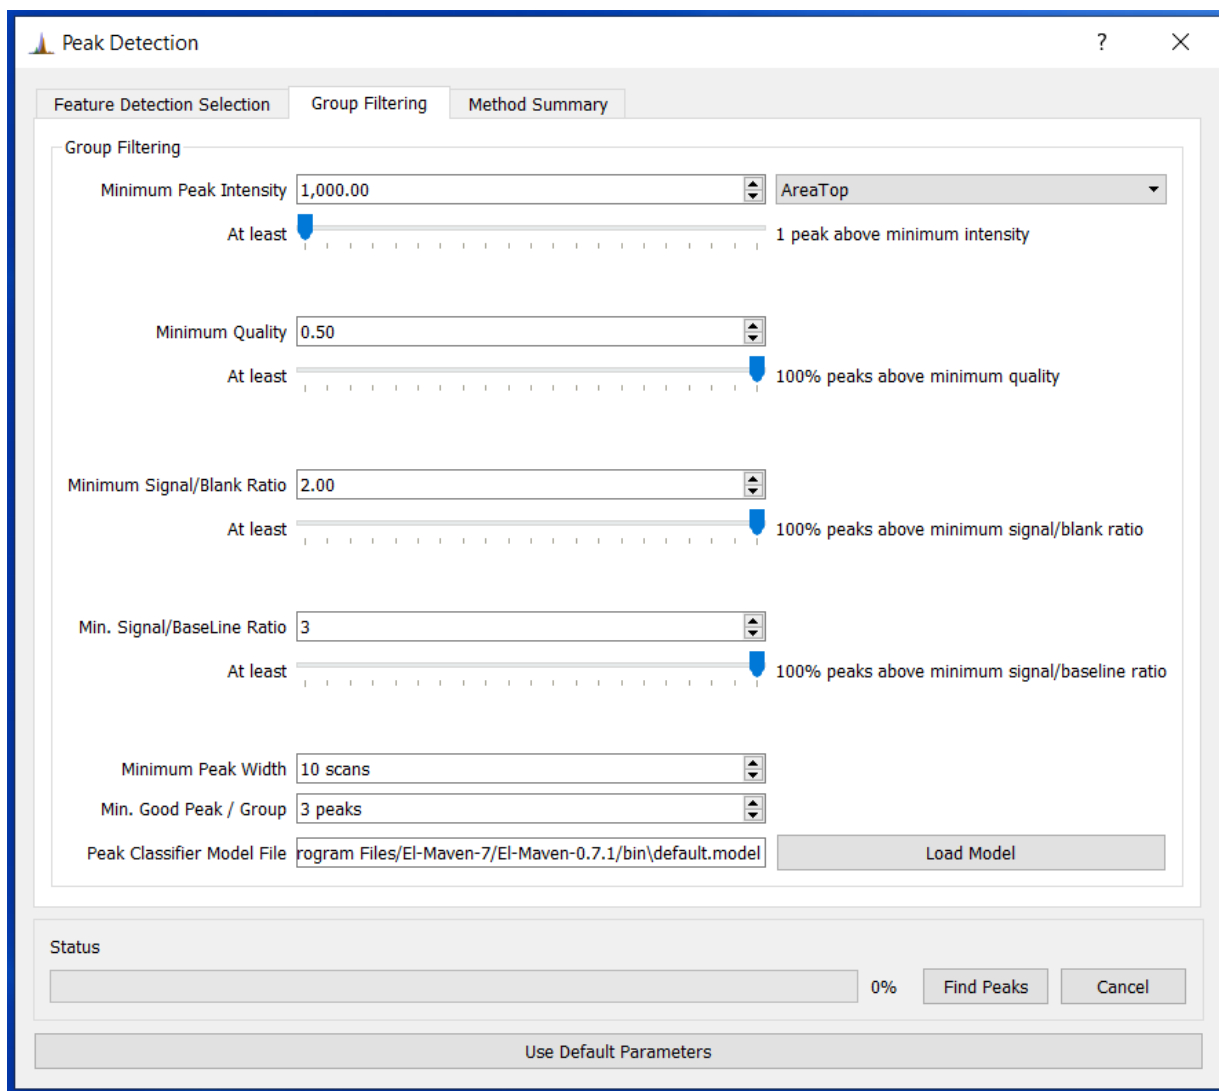 Peak Detection ?
Feature Detection Selection Group Filtering Method Summary
Group Filtering
Minimum Peak Intensity 1,000.00 AreaTop
At least 1 peak above minimum intensity
Minimum Quality 0.50
At least 100% peaks above minimum quality
Minimum Signal/Blank Ratio 2.00
At least 100% peaks above minimum signal/blank ratio
Min. Signal/BaseLine Ratio 3
At least 100% peaks above minimum signal/baseline ratio
Minimum Peak Width 10 scans
Min. Good Peak / Group 3 peaks
Peak Classifier Model File rogram Files/El-Maven-7/El-Maven-0.7.1/bin\default.model Load Model
Status
0% Find Peaks Cancel
Use Default Parameters